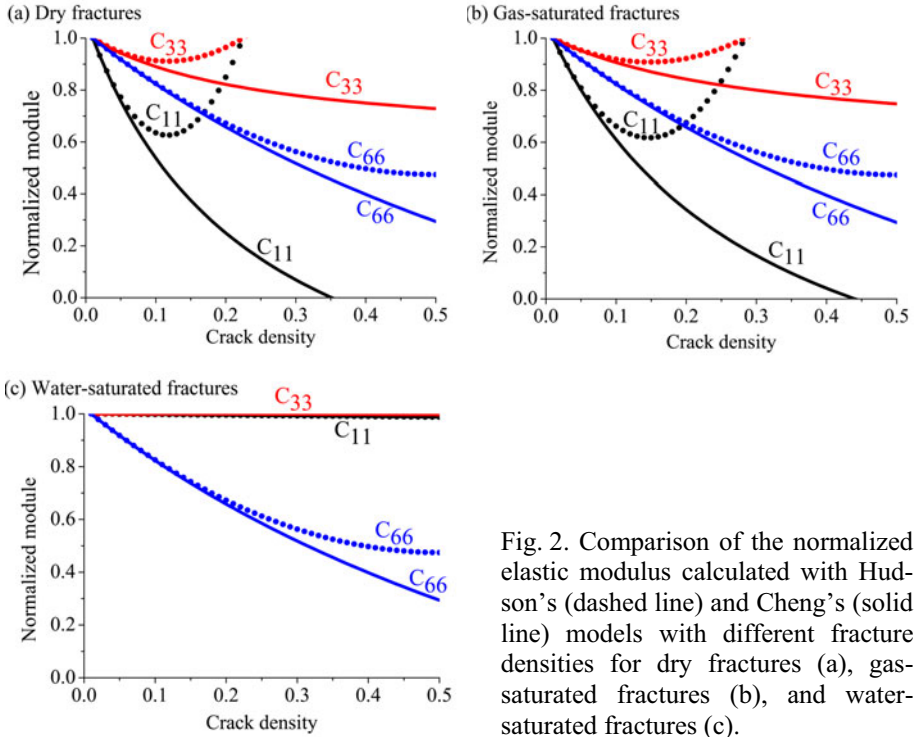 (a) Dry fractures
1.0
0.8
0.6
0.4
0.2
0.0
Normalized module
C33
C33
C11
C66
C66
C11
0.0 0.1 0.2 0.3 0.4 0.5
Crack density
(b) Gas-saturated fractures
1.0
0.8
0.6
0.4
0.2
0.0
Normalized module
C33
C33
C11
C66
C66
C11
0.0 0.1 0.2 0.3 0.4 0.5
Crack density
(c) Water-saturated fractures
1.0
0.8
0.6
0.4
0.2
0.0
Normalized module
C33
C11
C66
C66
0.0 0.1 0.2 0.3 0.4 0.5
Crack density
Fig. 2. Comparison of the normalized
elastic modulus calculated with Hud-
son’s (dashed line) and Cheng’s (solid
line) models with different fracture
densities for dry fractures (a), gas-
saturated fractures (b), and water-
saturated fractures (c).